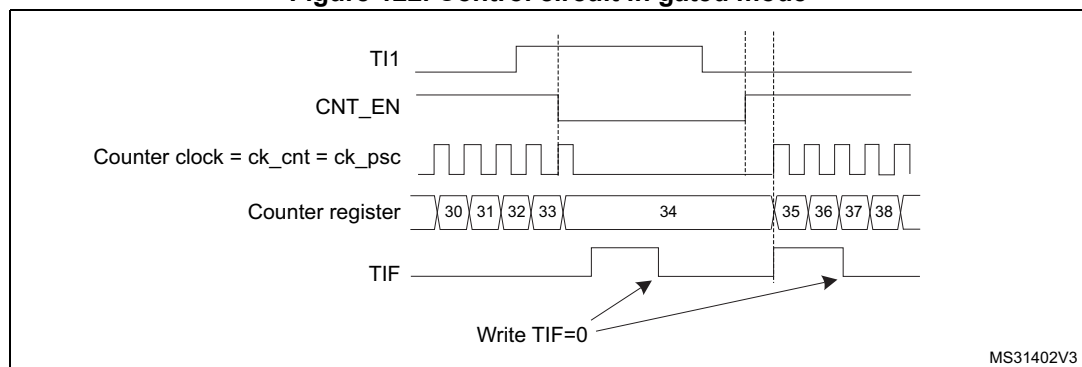 Figure 122. Control circuit in gated mode
TI1
CNT_EN
Counter clock = ck_cnt = ck_psc
Counter register
30 31 32 33 34 35 36 37 38
TIF
Write TIF=0
MS31402V3